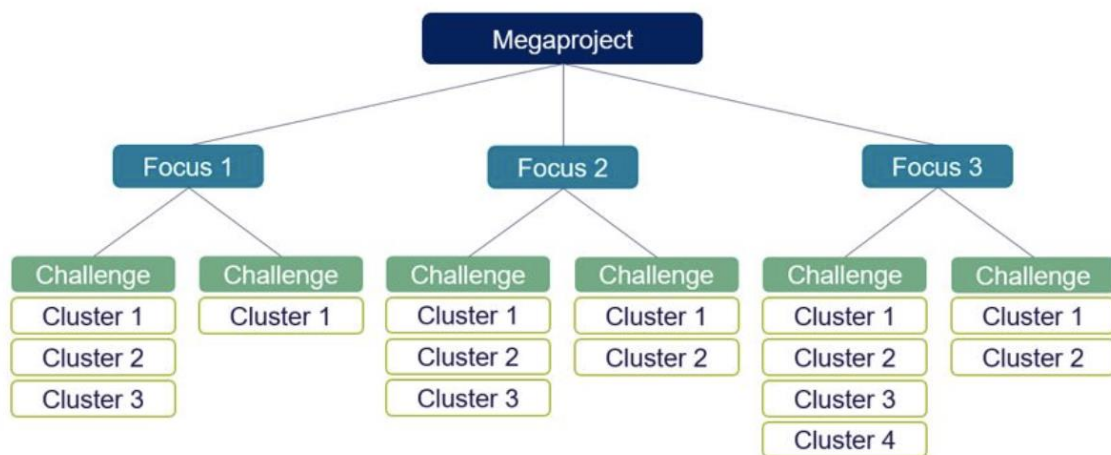 Megaproject
Focus 1
Focus 2
Focus 3
Challenge
Cluster 1
Cluster 2
Cluster 3
Challenge
Cluster 1
Challenge
Cluster 1
Cluster 2
Cluster 3
Challenge
Cluster 1
Cluster 2
Challenge
Cluster 1
Cluster 2
Cluster 3
Cluster 4
Challenge
Cluster 1
Cluster 2